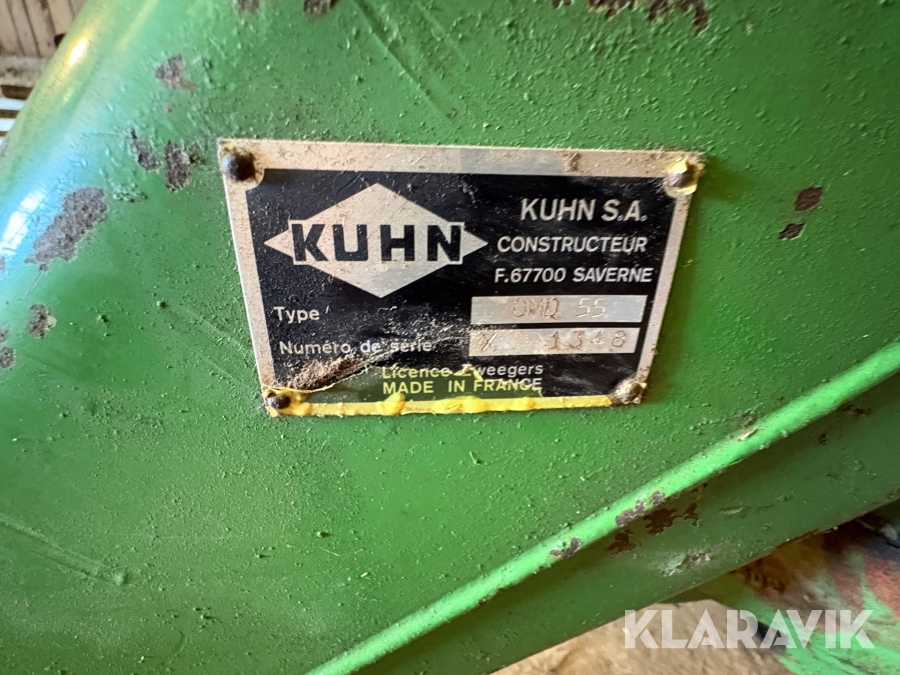 KUHN
KUHN S.A.
CONSTRUCTEUR
F.67700 SAVERNE
Type GMD 55
Numéro de série X 1348
Licence Zweegers
MADE IN FRANCE
KLARAVIK